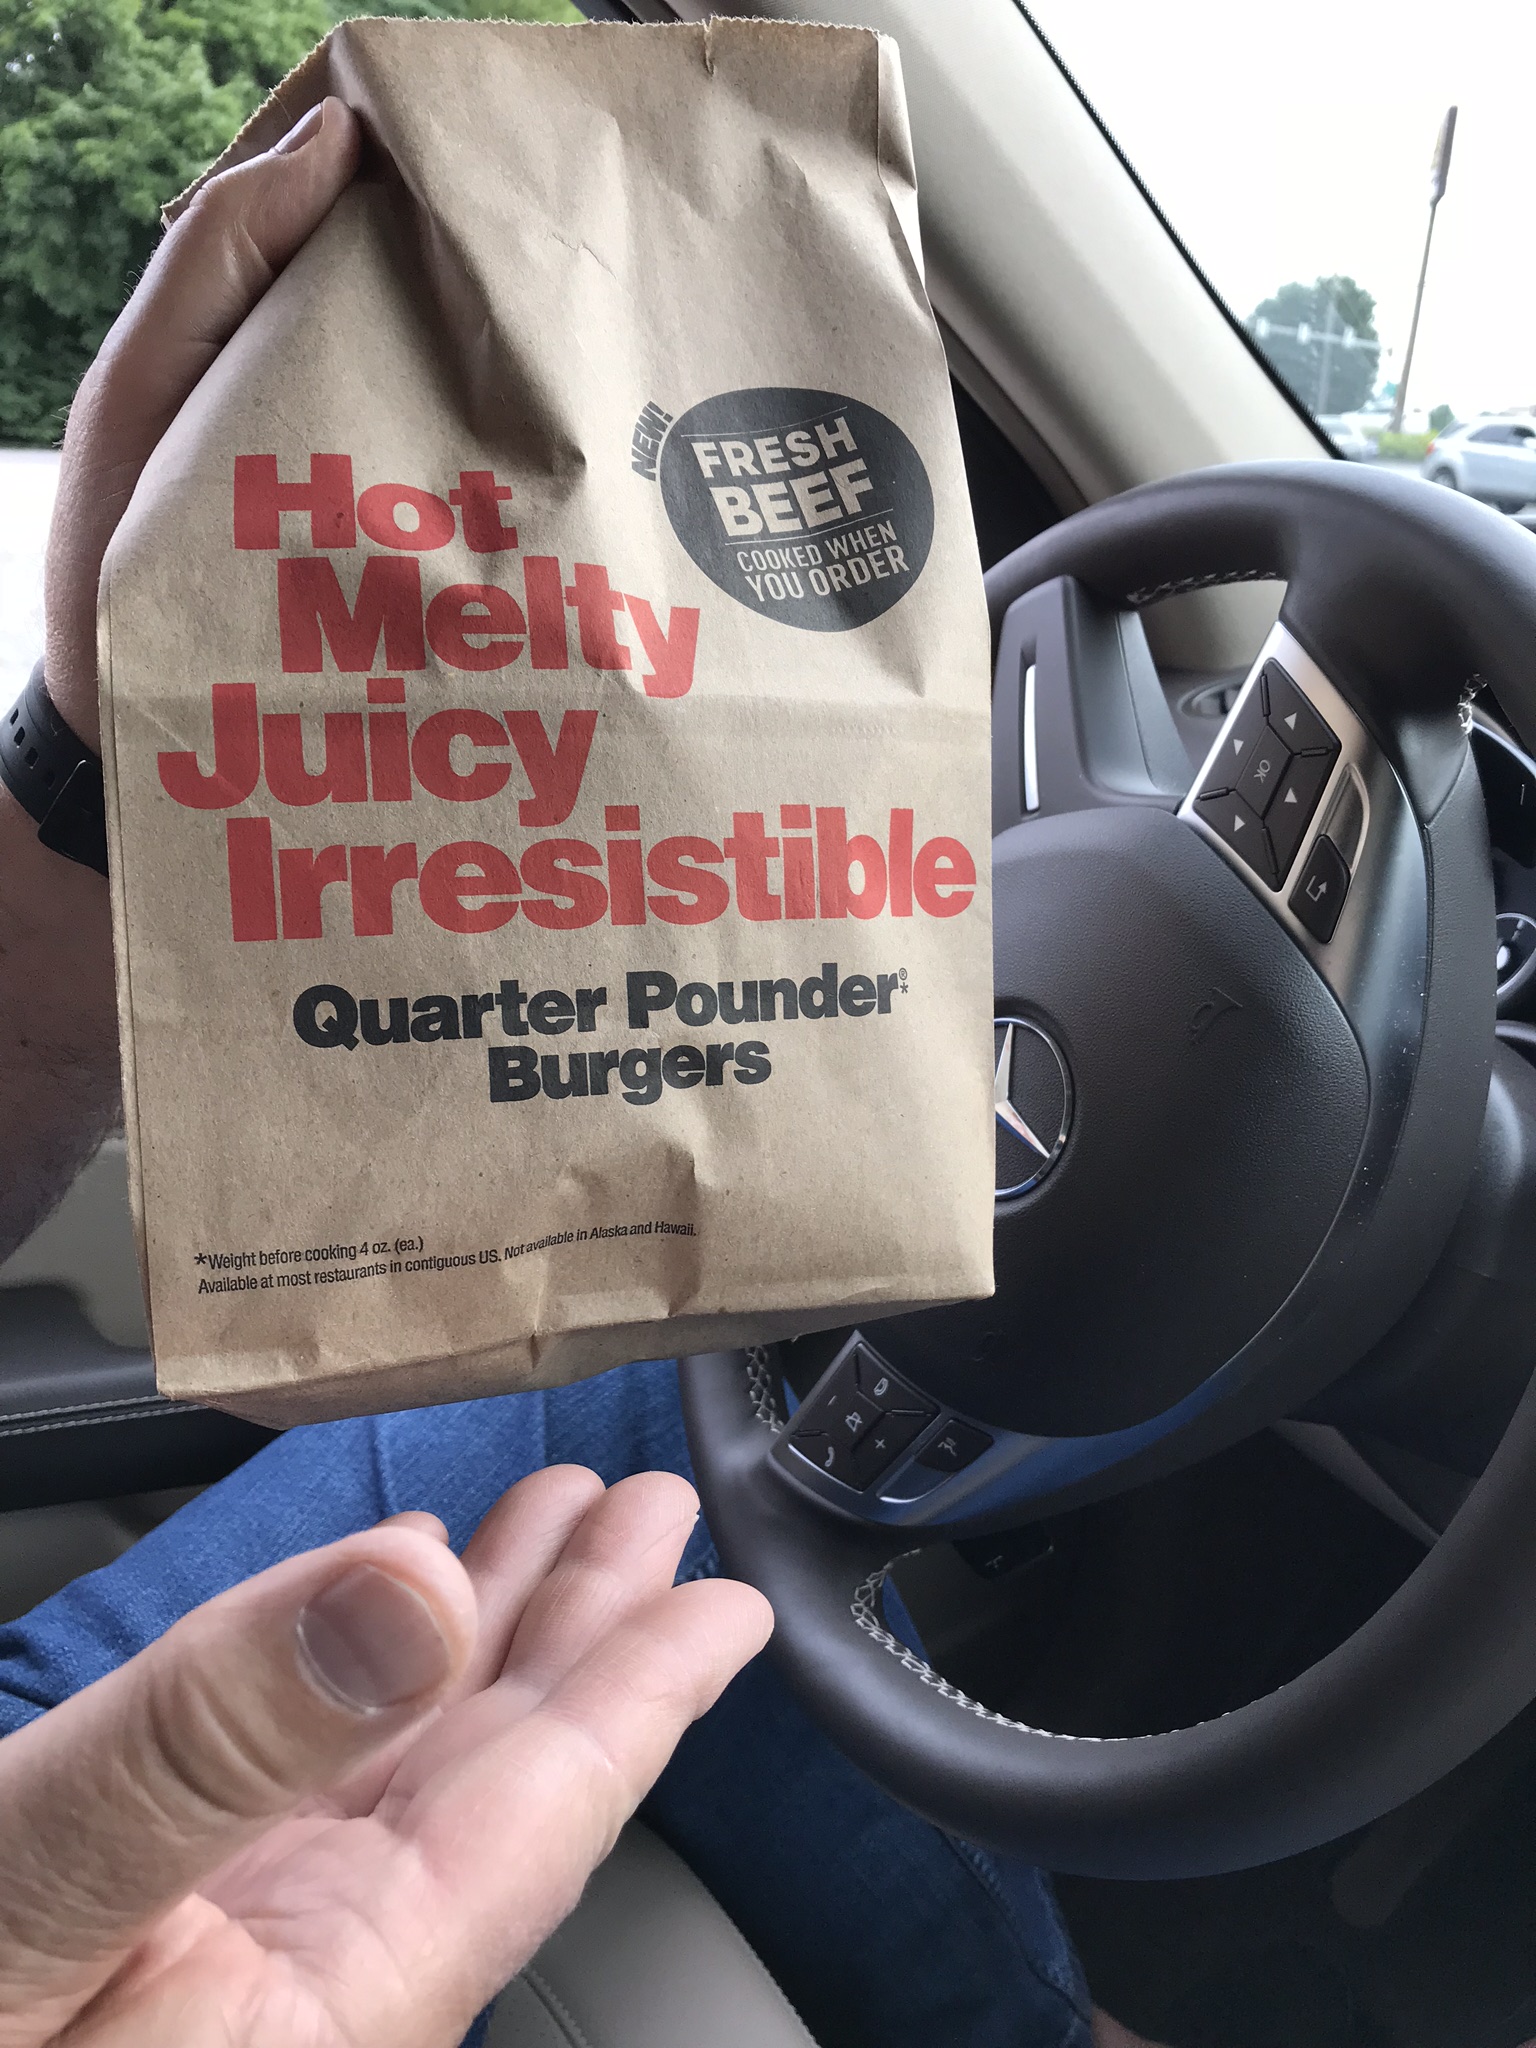 NEW!
FRESH
BEEF
COOKED WHEN
YOU ORDER
Hot
Melty
Juicy
Irresistible
Quarter Pounder®*
Burgers
*Weight before cooking 4 oz. (ea.)
Available at most restaurants in contiguous US. Not available in Alaska and Hawaii.
OK